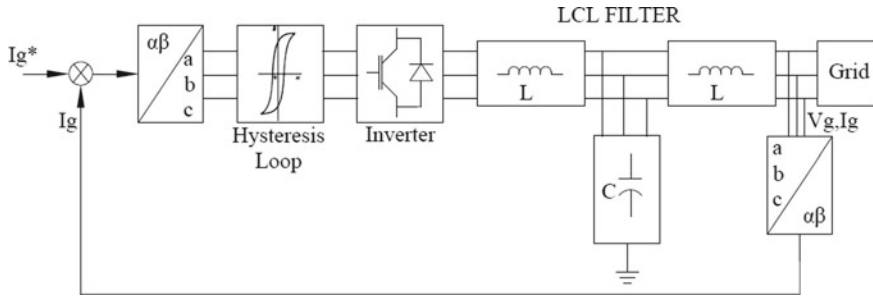 LCL FILTER
Ig*
αβ
a
b
c
Hysteresis
Loop
Inverter
L
L
Grid
Ig
Vg,Ig
C
a
b
c
αβ